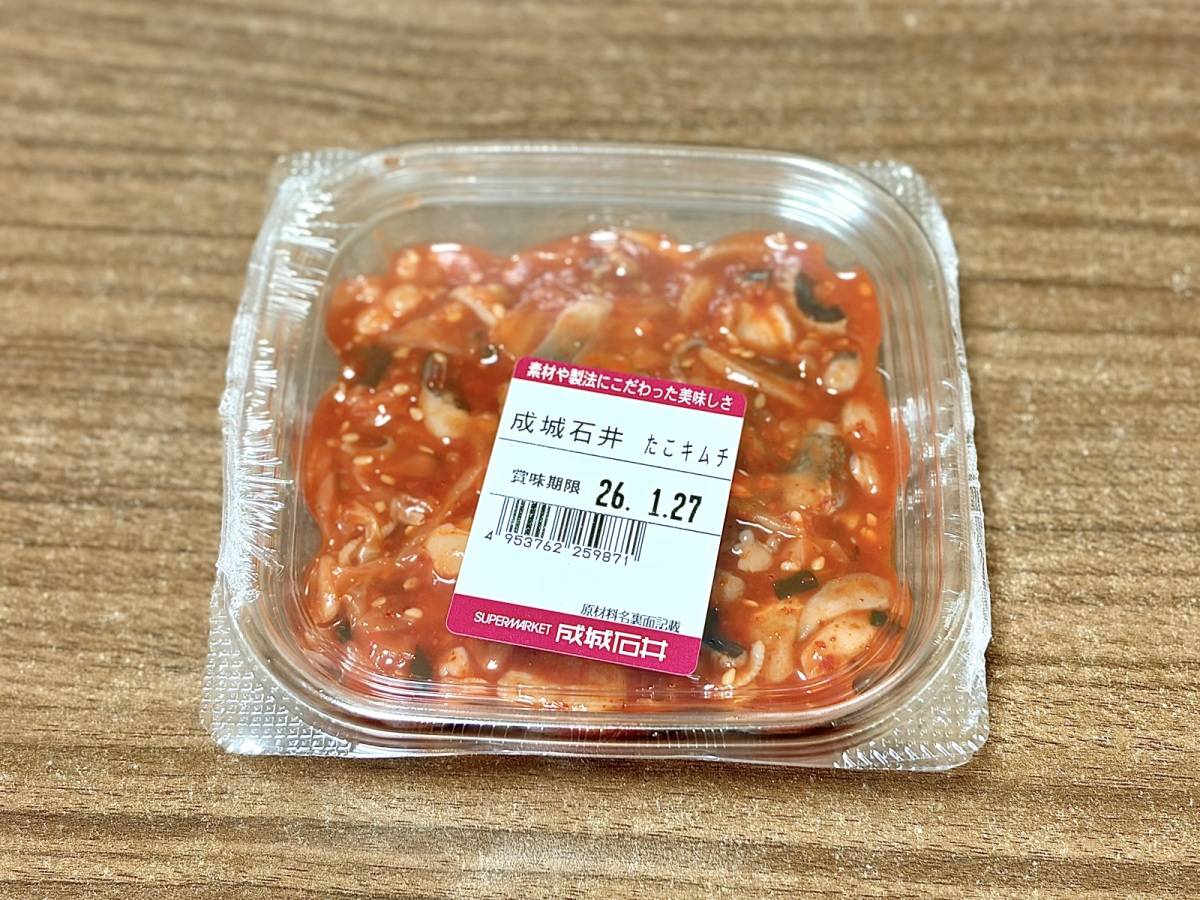 素材や製法にこだわった美味しさ
成城石井 たこキムチ
賞味期限 26. 1.27
4 953762 259871
原材料名裏面記載
SUPERMARKET 成城石井